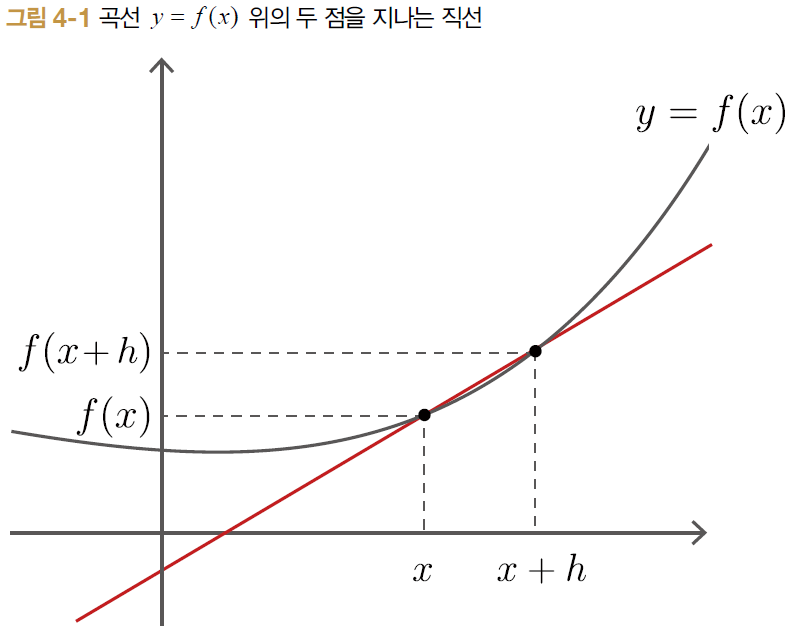 그림 4-1 곡선 y = f(x) 위의 두 점을 지나는 직선
y = f(x)
f(x+h)
f(x)
x
x + h